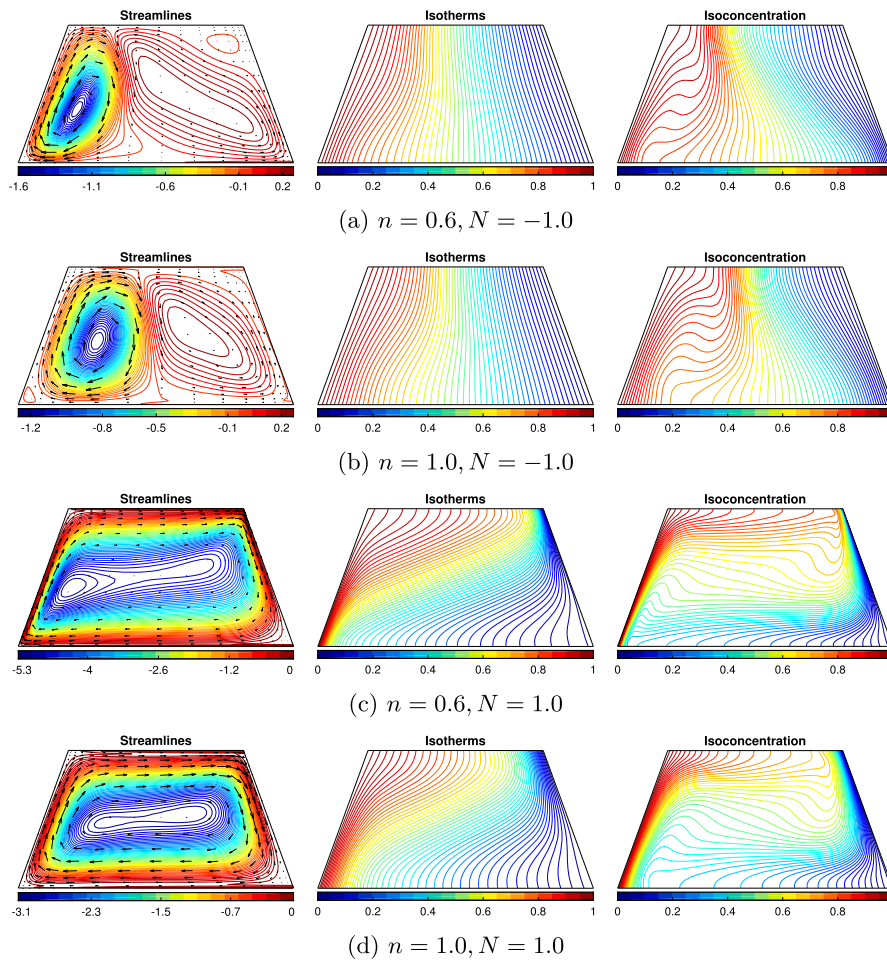 Streamlines Isotherms Isoconcentration
-1.6 -1.1 -0.6 -0.1 0.2 0 0.2 0.4 0.6 0.8 1 0 0.2 0.4 0.6 0.8
(a) n = 0.6, N = −1.0
Streamlines Isotherms Isoconcentration
-1.2 -0.8 -0.5 -0.1 0.2 0 0.2 0.4 0.6 0.8 1 0 0.2 0.4 0.6 0.8
(b) n = 1.0, N = −1.0
Streamlines Isotherms Isoconcentration
-5.3 -4 -2.6 -1.2 0 0 0.2 0.4 0.6 0.8 1 0 0.2 0.4 0.6 0.8
(c) n = 0.6, N = 1.0
Streamlines Isotherms Isoconcentration
-3.1 -2.3 -1.5 -0.7 0 0 0.2 0.4 0.6 0.8 1 0 0.2 0.4 0.6 0.8
(d) n = 1.0, N = 1.0